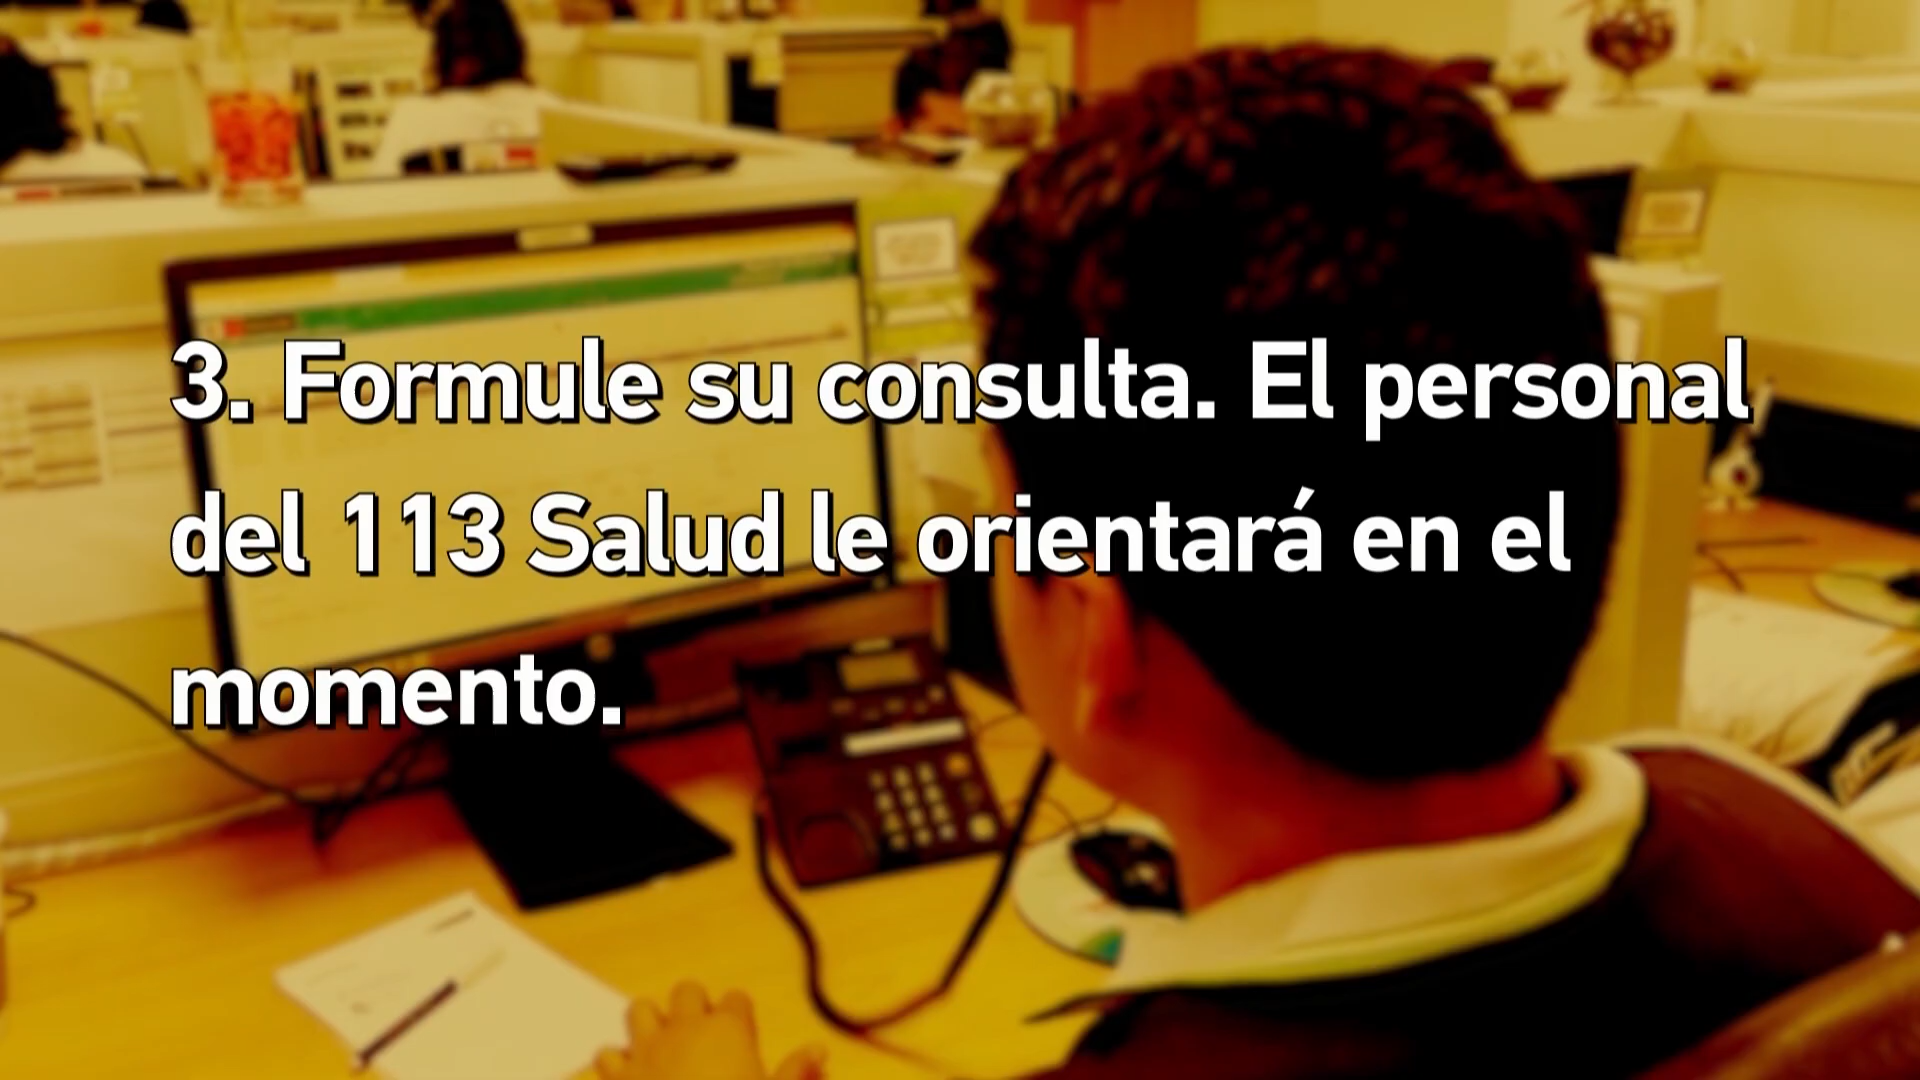 3. Formule su consulta. El personal
del 113 Salud le orientará en el
momento.